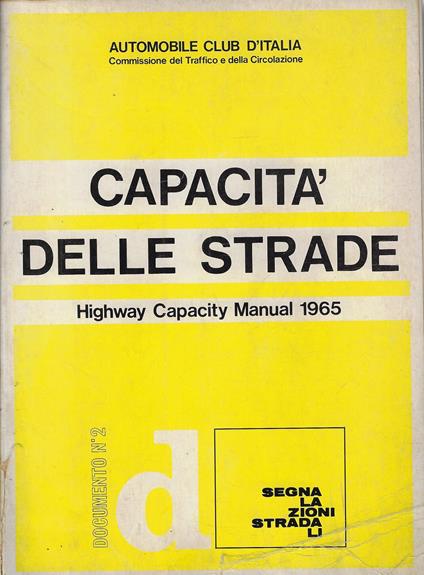 AUTOMOBILE CLUB D'ITALIA
Commissione del Traffico e della Circolazione
CAPACITA'
DELLE STRADE
Highway Capacity Manual 1965
DOCUMENTO N°2
d
SEGNA
LA
ZIONI
STRADA
LI